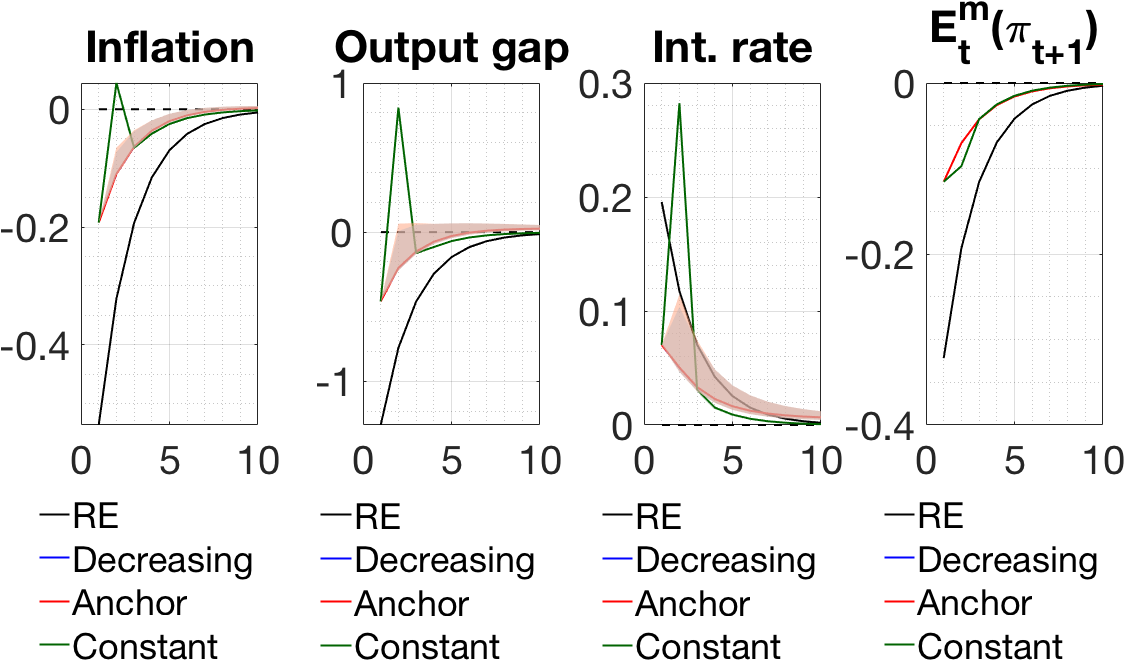 Inflation
Output gap
Int. rate
E_t^m(π_{t+1})
0
-0.2
-0.4
0
5
10
1
0
-1
0
5
10
0.3
0.2
0.1
0
0
5
10
0
-0.2
-0.4
0
5
10
RE
Decreasing
Anchor
Constant
RE
Decreasing
Anchor
Constant
RE
Decreasing
Anchor
Constant
RE
Decreasing
Anchor
Constant